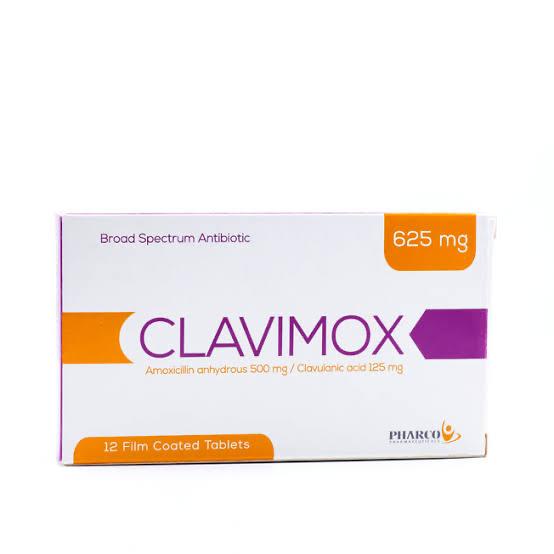 Broad Spectrum Antibiotic
625 mg
CLAVIMOX
Amoxicillin anhydrous 500 mg / Clavulanic acid 125 mg
12 Film Coated Tablets
PHARCO
PHARMACEUTICALS